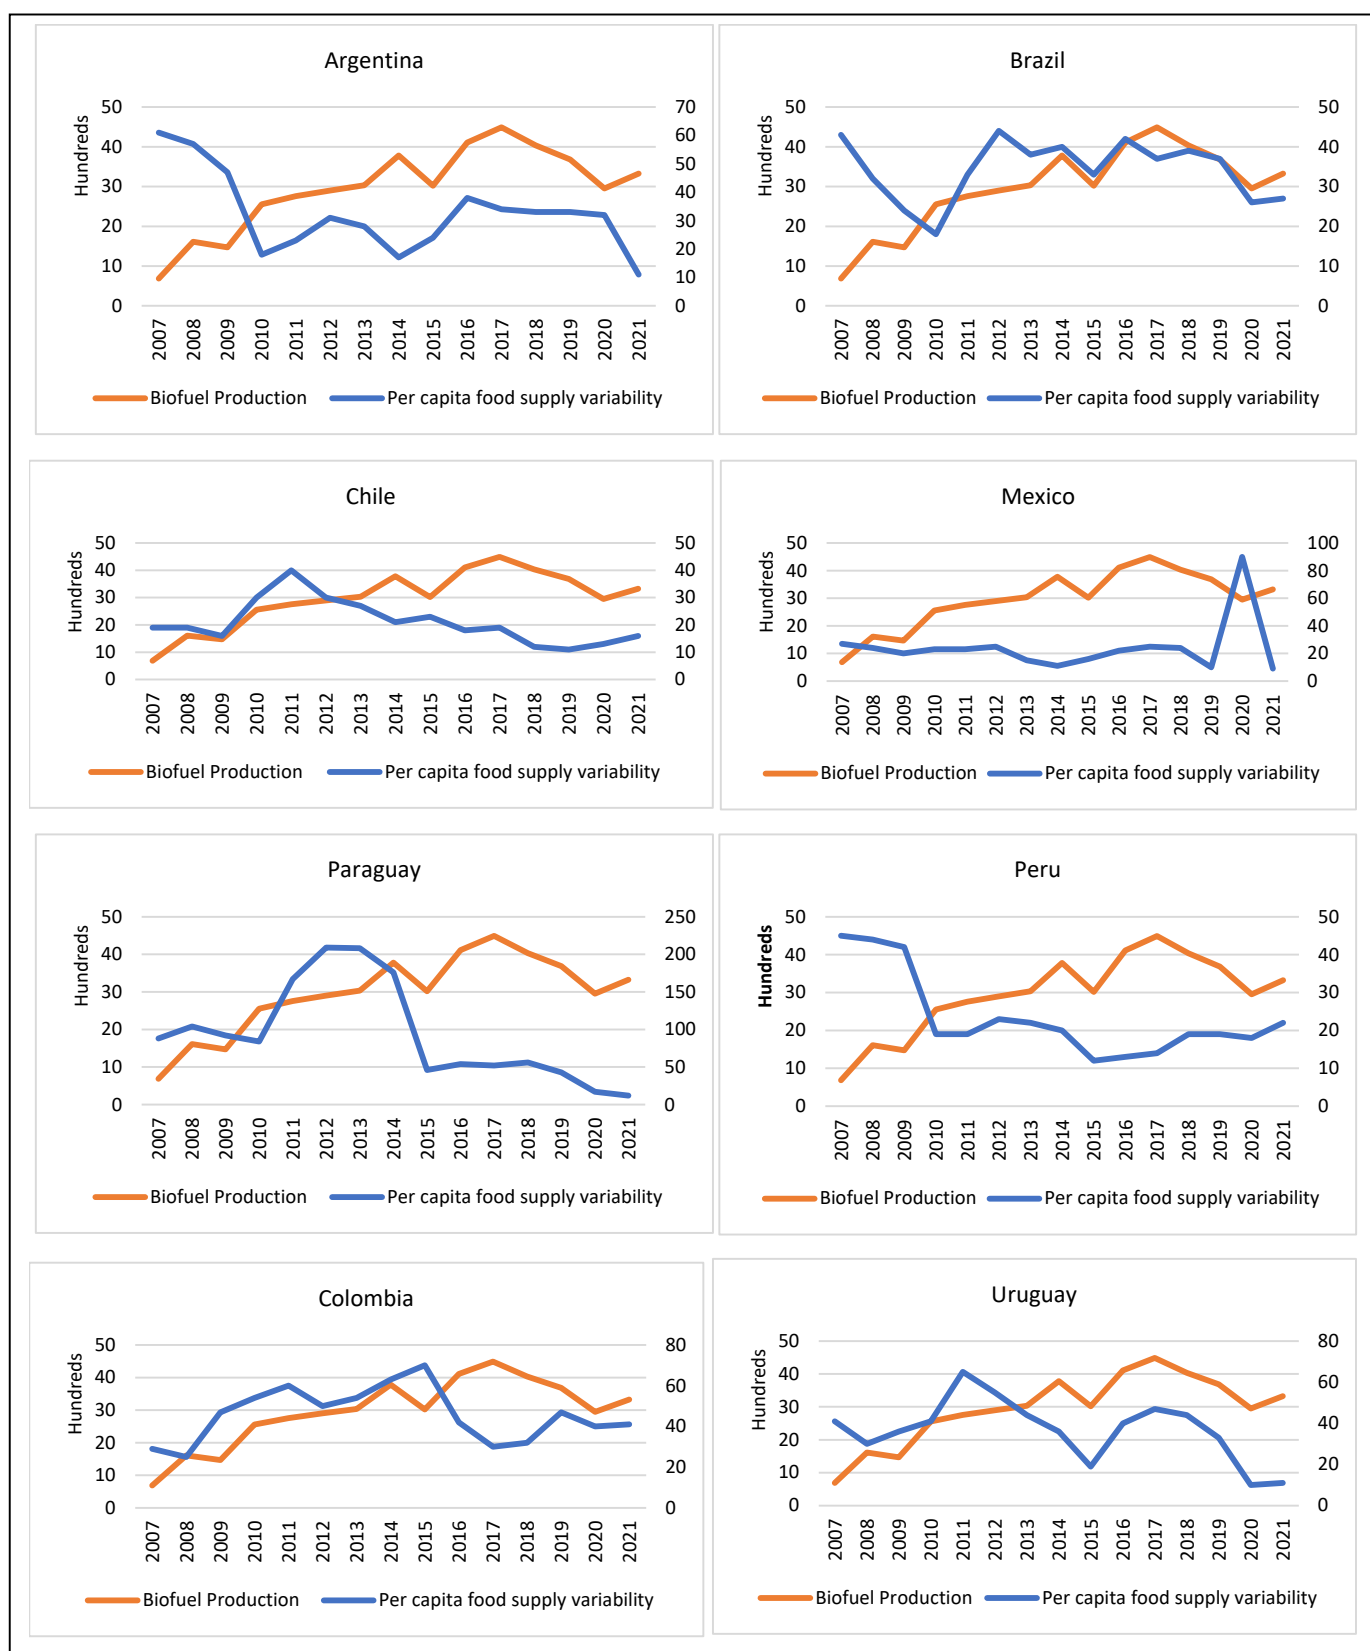 Argentina
Hundreds
50 70
40 60
30 50
20 40
10 30
0 20
10
0
2007 2008 2009 2010 2011 2012 2013 2014 2015 2016 2017 2018 2019 2020 2021
Biofuel Production Per capita food supply variability
Brazil
50 50
40 40
30 30
20 20
10 10
0 0
2007 2008 2009 2010 2011 2012 2013 2014 2015 2016 2017 2018 2019 2020 2021
Biofuel Production Per capita food supply variability
Chile
Hundreds
50 50
40 40
30 30
20 20
10 10
0 0
2007 2008 2009 2010 2011 2012 2013 2014 2015 2016 2017 2018 2019 2020 2021
Biofuel Production Per capita food supply variability
Mexico
Hundreds
50 100
40 80
30 60
20 40
10 20
0 0
2007 2008 2009 2010 2011 2012 2013 2014 2015 2016 2017 2018 2019 2020 2021
Biofuel Production Per capita food supply variability
Paraguay
Hundreds
50 250
40 200
30 150
20 100
10 50
0 0
2007 2008 2009 2010 2011 2012 2013 2014 2015 2016 2017 2018 2019 2020 2021
Biofuel Production Per capita food supply variability
Peru
Hundreds
50 50
40 40
30 30
20 20
10 10
0 0
2007 2008 2009 2010 2011 2012 2013 2014 2015 2016 2017 2018 2019 2020 2021
Biofuel Production Per capita food supply variability
Colombia
Hundreds
50 80
40 60
30 40
20 20
10 0
0
2007 2008 2009 2010 2011 2012 2013 2014 2015 2016 2017 2018 2019 2020 2021
Biofuel Production Per capita food supply variability
Uruguay
Hundreds
50 80
40 60
30 40
20 20
10 0
0
2007 2008 2009 2010 2011 2012 2013 2014 2015 2016 2017 2018 2019 2020 2021
Biofuel Production Per capita food supply variability